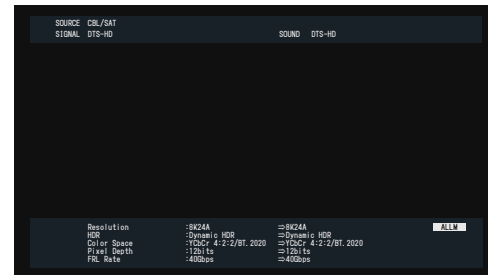 SOURCE CBL/SAT
SIGNAL DTS-HD SOUND DTS-HD
Resolution :8K24A ⇒8K24A ALLM
HDR :Dynamic HDR ⇒Dynamic HDR
Color Space :YCbCr 4:2:2/BT.2020 ⇒YCbCr 4:2:2/BT.2020
Pixel Depth :12bits ⇒12bits
FRL Rate :40Gbps ⇒40Gbps